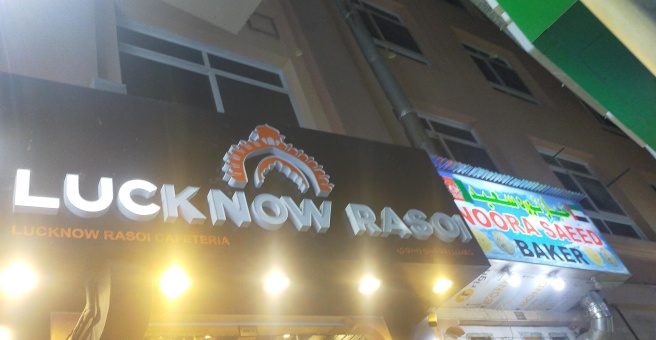 LUCKNOW RASOI
LUCKNOW RASOI CAFETERIA
NOORA SAEED
BAKER